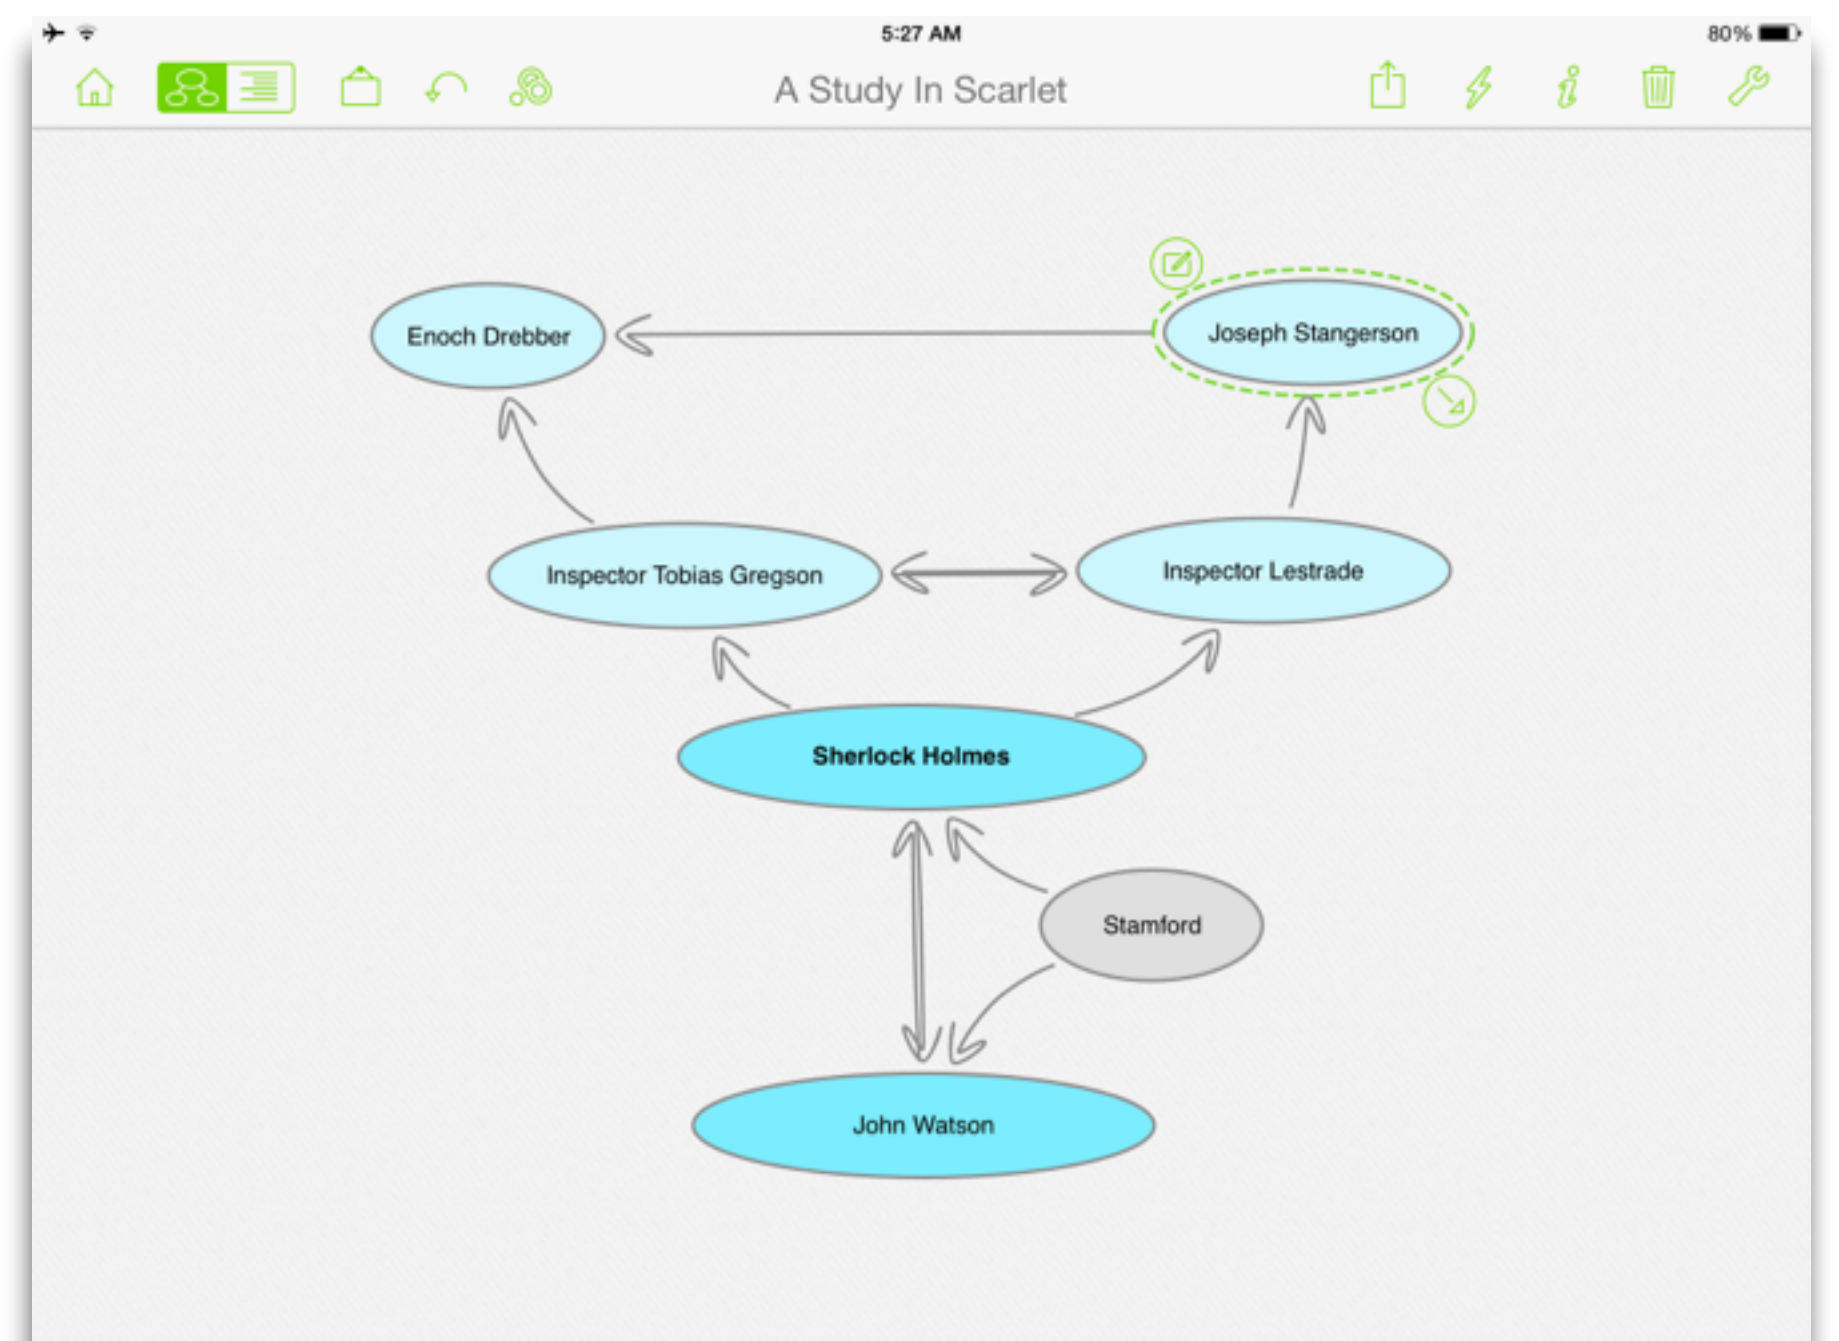 5:27 AM
80%
A Study In Scarlet
Enoch Drebber
Joseph Stangerson
Inspector Tobias Gregson
Inspector Lestrade
Sherlock Holmes
Stamford
John Watson